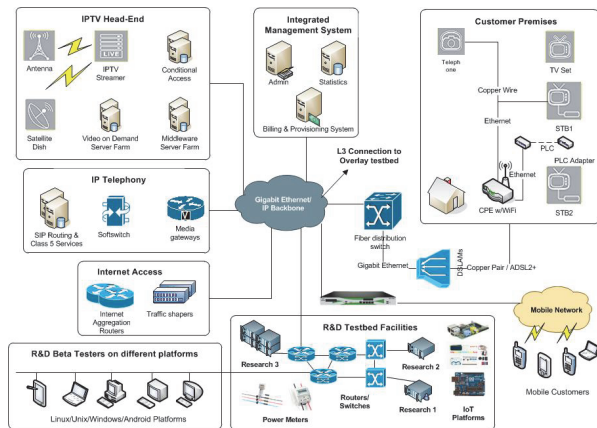 IPTV Head-End
Antenna
LIVE
IPTV
Streamer
Conditional
Access
Satellite
Dish
Video on Demand
Server Farm
Middleware
Server Farm
Integrated
Management System
Admin
Statistics
Billing & Provisioning System
Customer Premises
Teleph
one
TV Set
Copper Wire
Ethernet
STB1
PLC
Ethernet
PLC Adapter
CPE w/WiFi
STB2
L3 Connection to
Overlay testbed
IP Telephony
SIP Routing &
Class 5 Services
Softswitch
V
Media
gateways
Gigabit Ethernet/
IP Backbone
Fiber distribution
switch
Gigabit Ethernet
DSLAMs
Copper Pair / ADSL2+
Internet Access
Internet
Aggregation
Routers
Traffic shapers
Mobile Network
Mobile Customers
R&D Beta Testers on different platforms
Linux/Unix/Windows/Android Platforms
R&D Testbed Facilities
Research 3
Research 2
Power Meters
Routers/
Switches
Research 1
IoT
Platforms